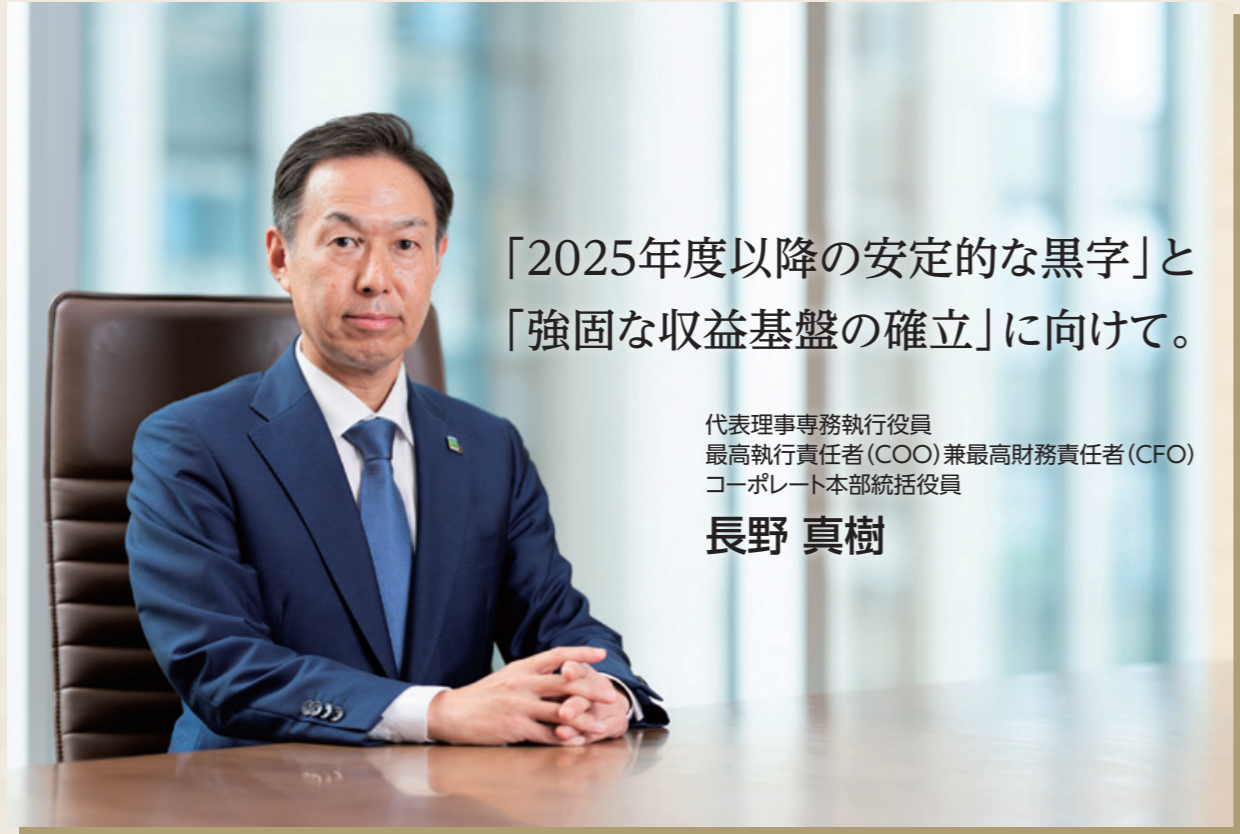 「2025年度以降の安定的な黒字」と
「強固な収益基盤の確立」に向けて。
代表理事専務執行役員
最高執行責任者(COO)兼最高財務責任者(CFO)
コーポレート本部統括役員
長野 真樹